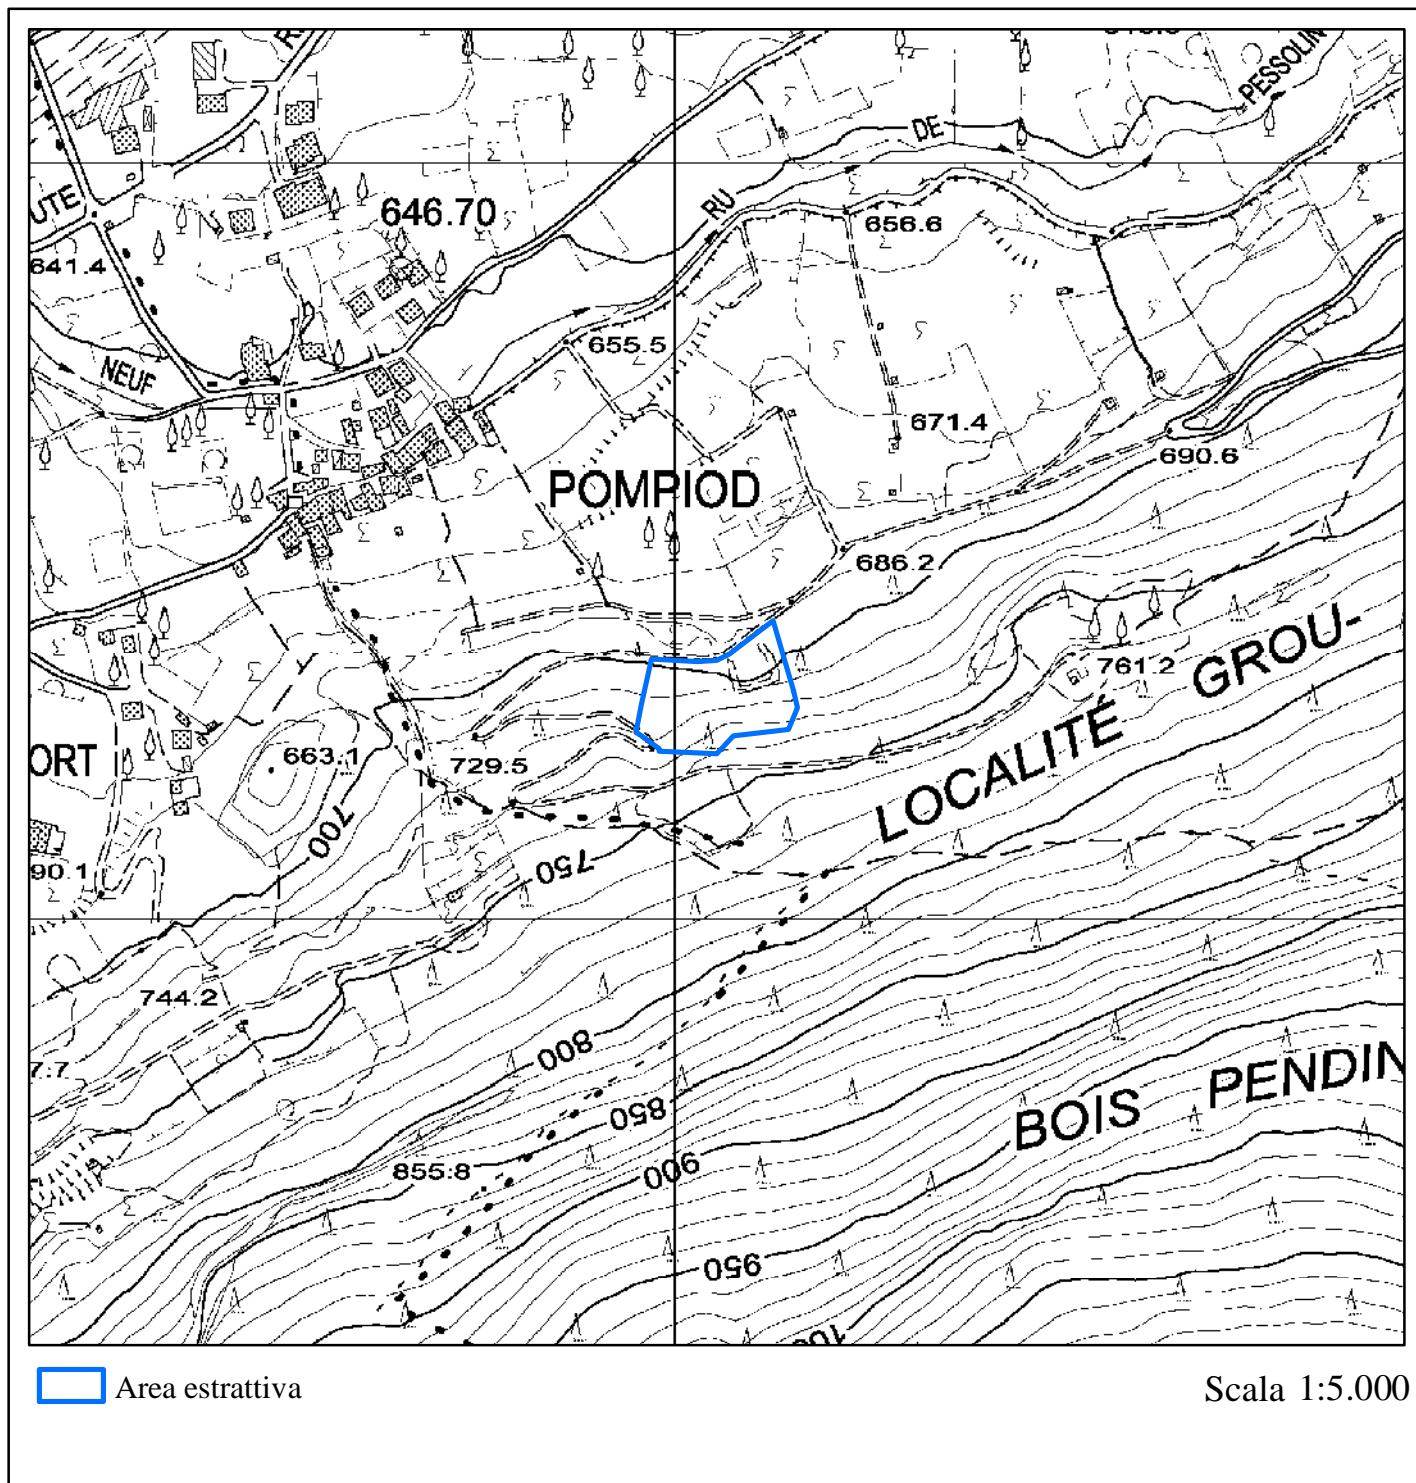 PESSOLIN
DE
RU
UTE
646.70
656.6
641.4
NEUF
655.5
671.4
690.6
POMPIOD
686.2
761.2
LOCALITÉ GROU-
ORT
663.1
729.5
700
750
90.1
744.2
7.7
800
850
855.8
900
950
BOIS PENDIN
Area estrattiva
Scala 1:5.000